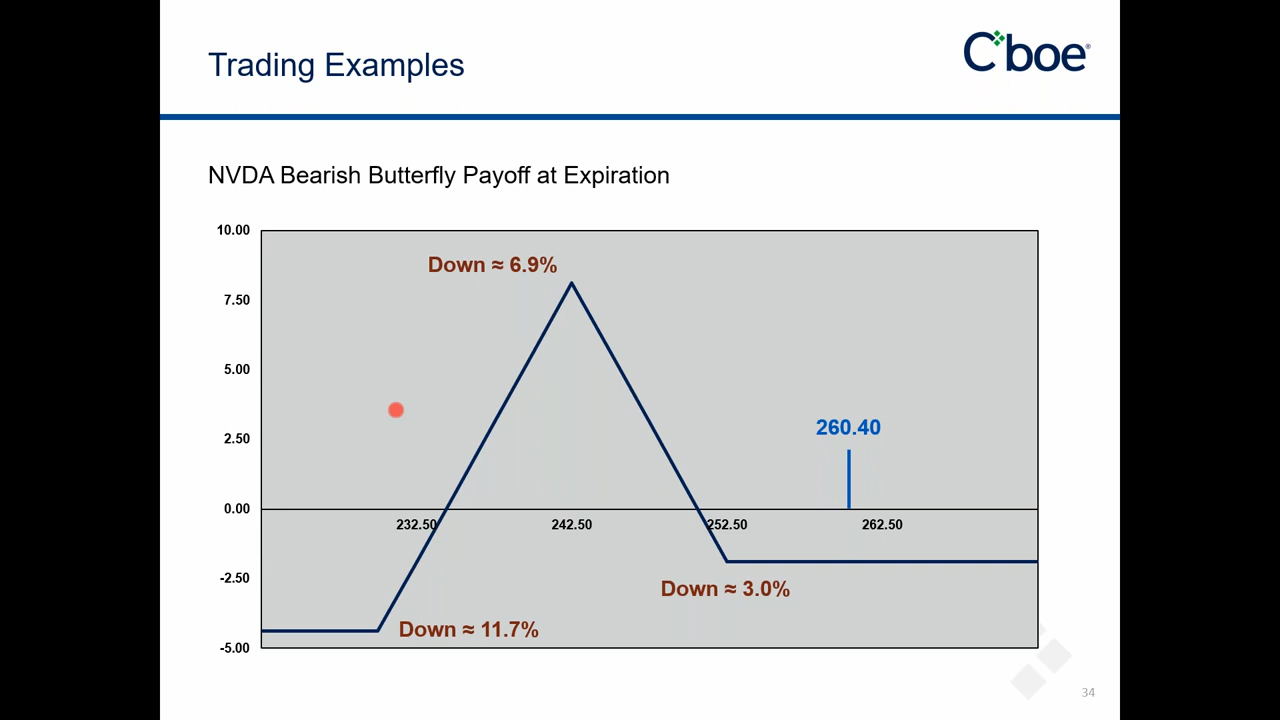 Trading Examples
Cboe®
NVDA Bearish Butterfly Payoff at Expiration
10.00
7.50
5.00
2.50
0.00
-2.50
-5.00
Down ≈ 6.9%
260.40
232.50
242.50
252.50
262.50
Down ≈ 3.0%
Down ≈ 11.7%
34